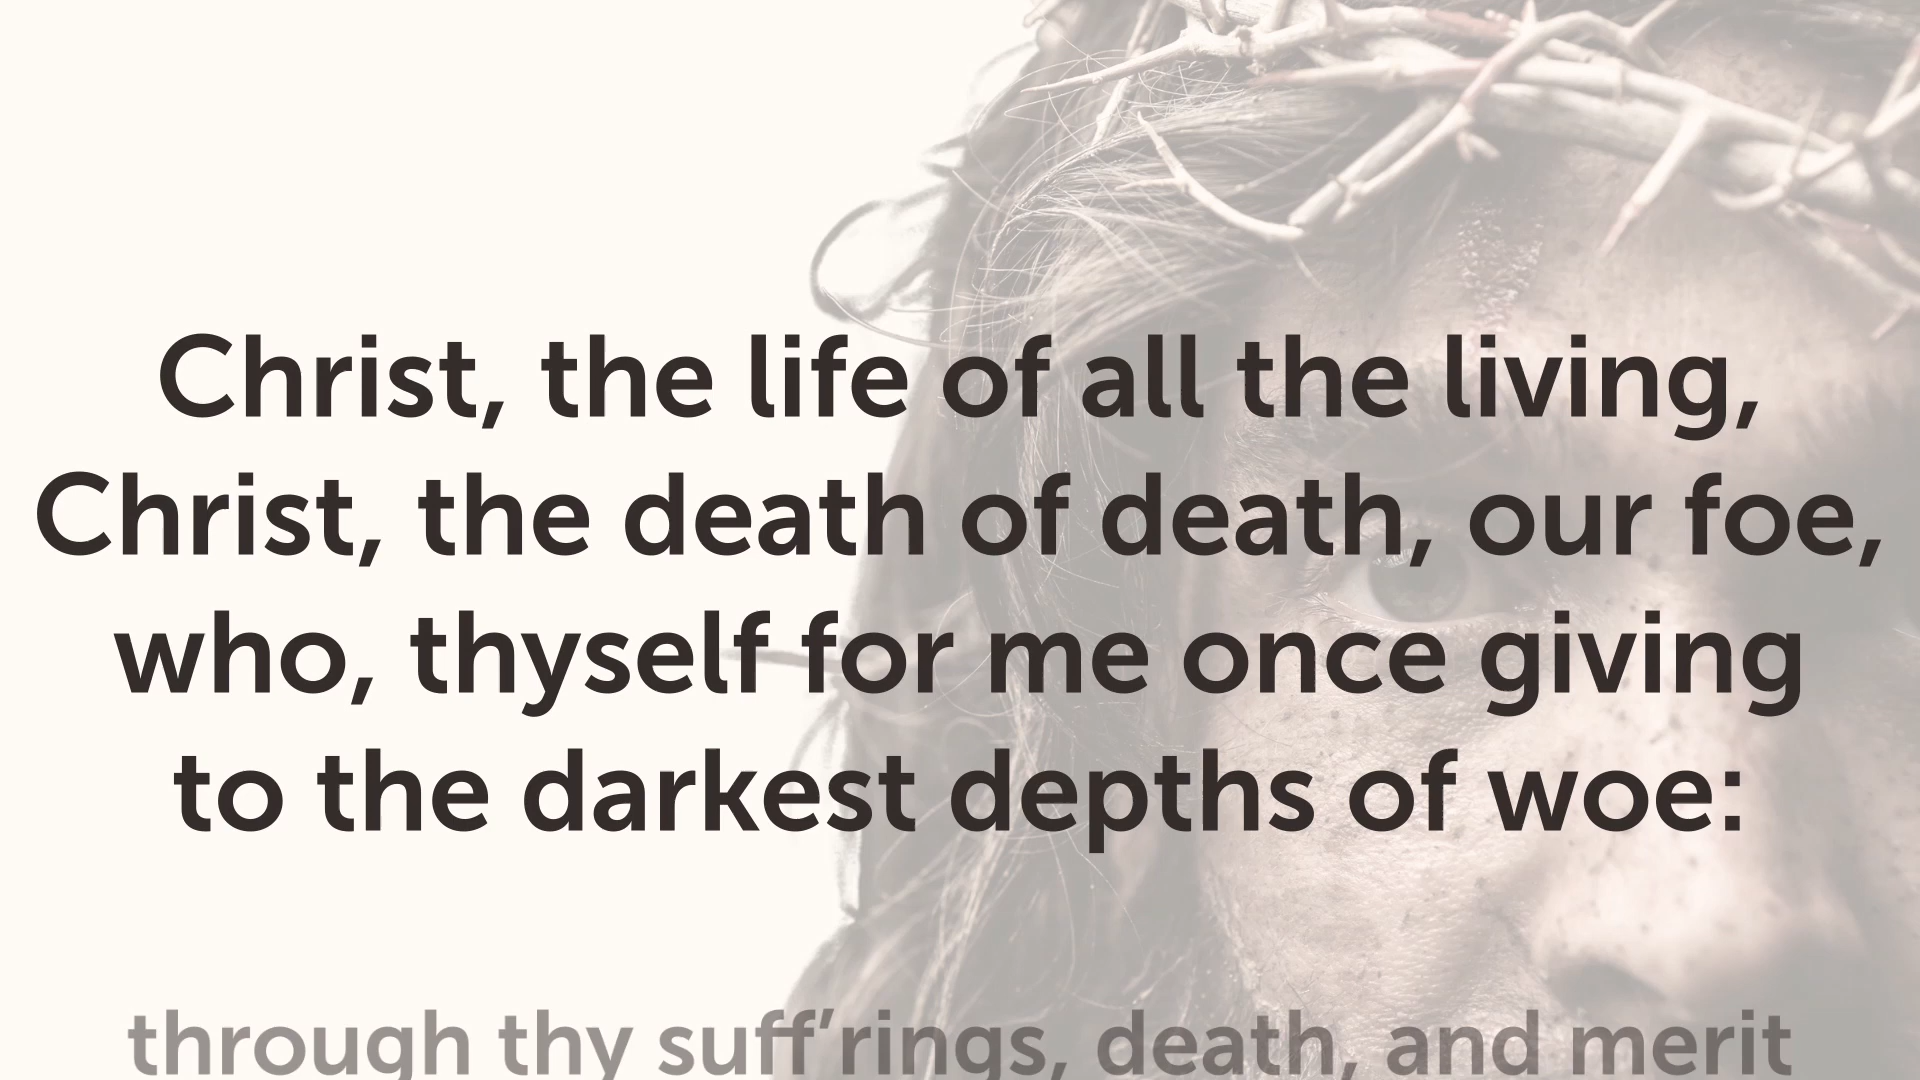 Christ, the life of all the living,
Christ, the death of death, our foe,
who, thyself for me once giving
to the darkest depths of woe:
through thy suff’rings, death, and merit